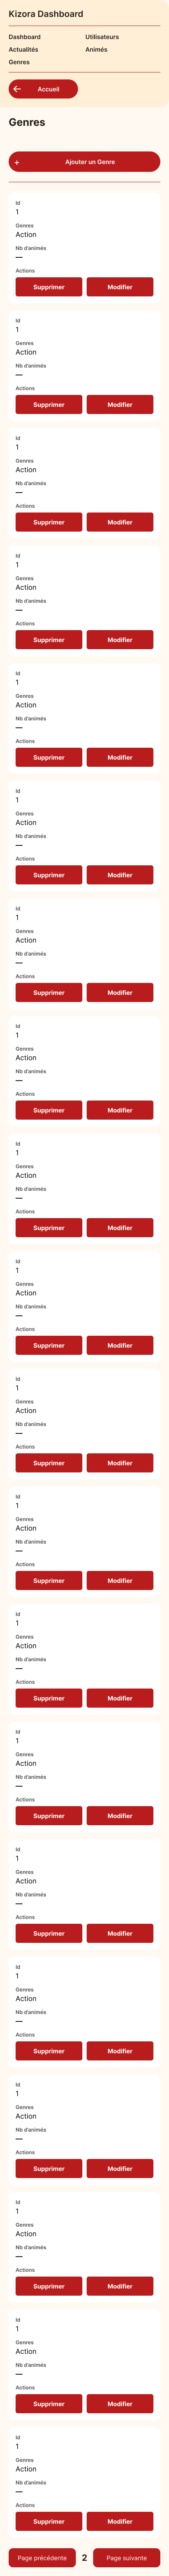 Kizora Dashboard
Dashboard Utilisateurs
Actualités Animés
Genres
← Accueil
Genres
+ Ajouter un Genre
Id
1
Genres
Action
Nb d'animés
—
Actions
Supprimer Modifier
Id
1
Genres
Action
Nb d'animés
—
Actions
Supprimer Modifier
Id
1
Genres
Action
Nb d'animés
—
Actions
Supprimer Modifier
Id
1
Genres
Action
Nb d'animés
—
Actions
Supprimer Modifier
Id
1
Genres
Action
Nb d'animés
—
Actions
Supprimer Modifier
Id
1
Genres
Action
Nb d'animés
—
Actions
Supprimer Modifier
Id
1
Genres
Action
Nb d'animés
—
Actions
Supprimer Modifier
Id
1
Genres
Action
Nb d'animés
—
Actions
Supprimer Modifier
Id
1
Genres
Action
Nb d'animés
—
Actions
Supprimer Modifier
Id
1
Genres
Action
Nb d'animés
—
Actions
Supprimer Modifier
Id
1
Genres
Action
Nb d'animés
—
Actions
Supprimer Modifier
Id
1
Genres
Action
Nb d'animés
—
Actions
Supprimer Modifier
Id
1
Genres
Action
Nb d'animés
—
Actions
Supprimer Modifier
Id
1
Genres
Action
Nb d'animés
—
Actions
Supprimer Modifier
Id
1
Genres
Action
Nb d'animés
—
Actions
Supprimer Modifier
Id
1
Genres
Action
Nb d'animés
—
Actions
Supprimer Modifier
Id
1
Genres
Action
Nb d'animés
—
Actions
Supprimer Modifier
Id
1
Genres
Action
Nb d'animés
—
Actions
Supprimer Modifier
Id
1
Genres
Action
Nb d'animés
—
Actions
Supprimer Modifier
Id
1
Genres
Action
Nb d'animés
—
Actions
Supprimer Modifier
Page précédente 2 Page suivante